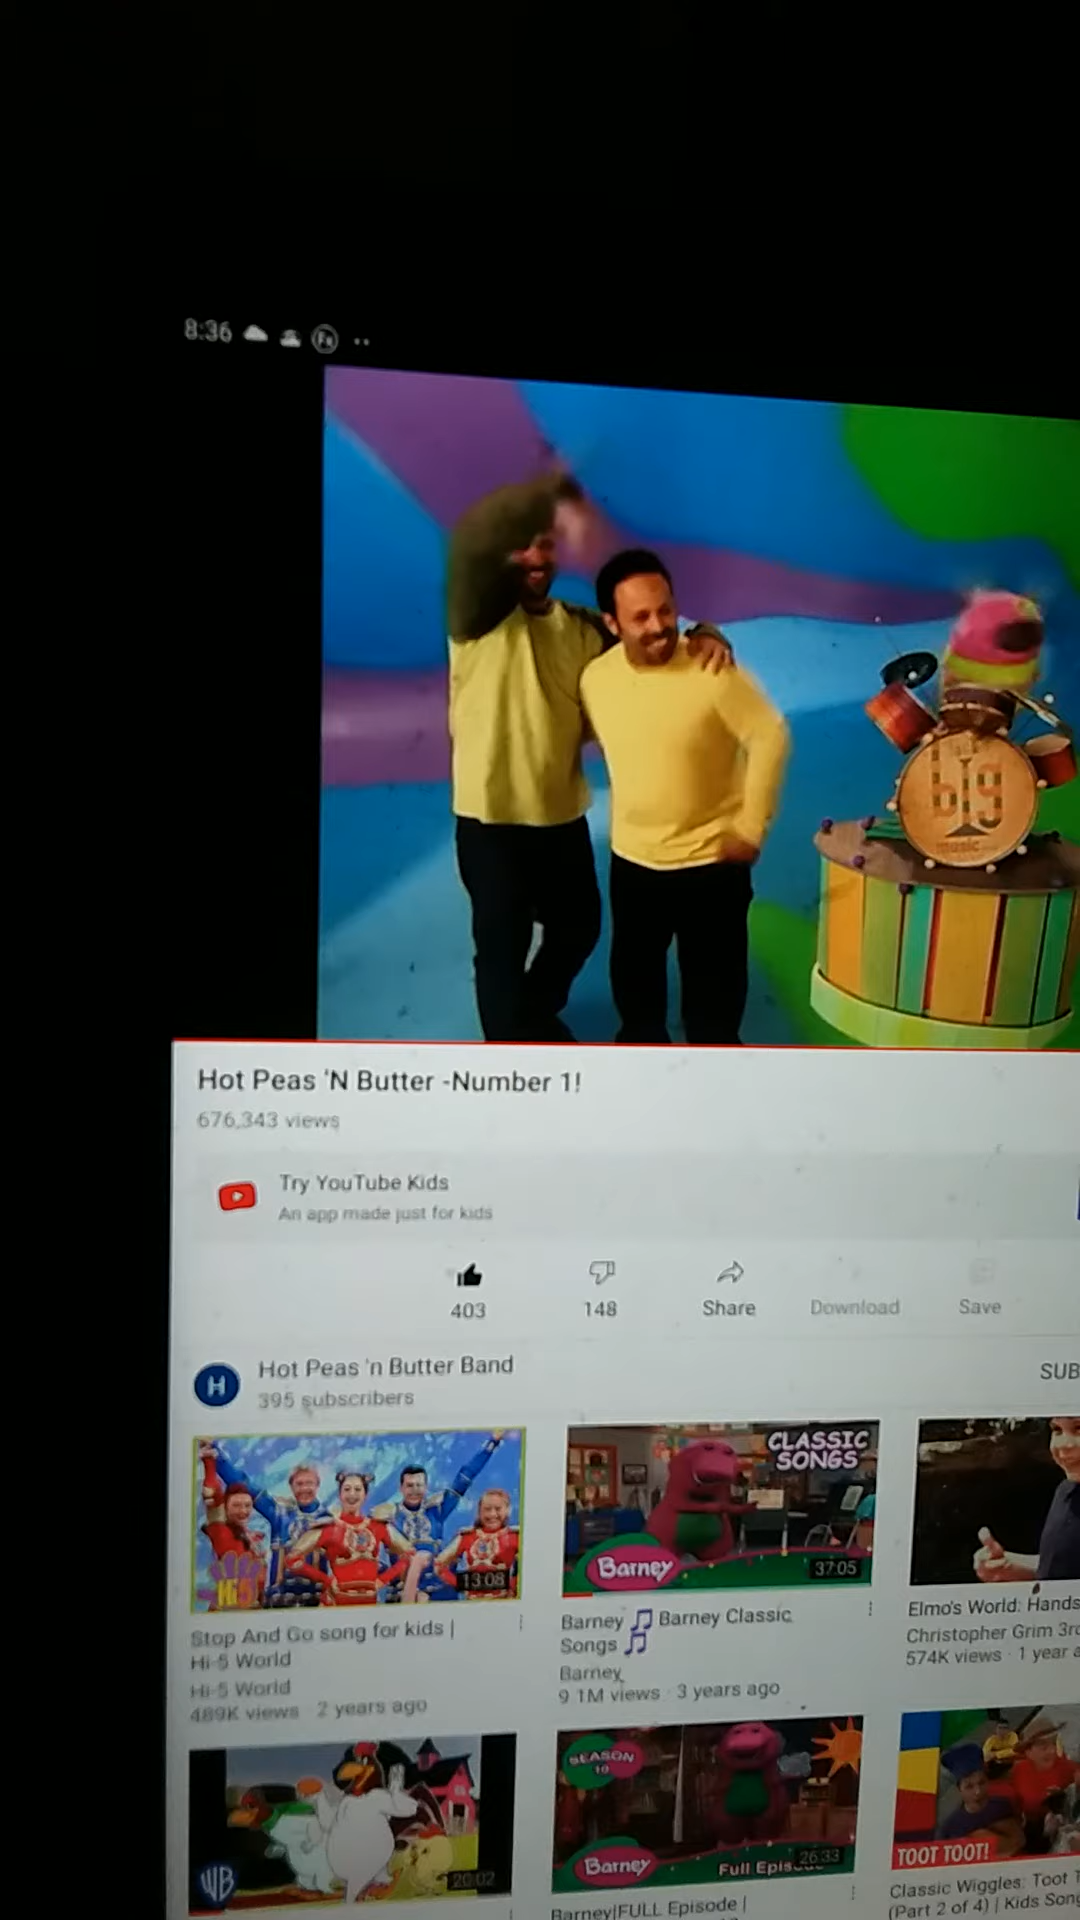 8:36
big
music
Hot Peas 'N Butter -Number 1!
676,343 views
Try YouTube Kids
An app made just for kids
403
148
Share
Download
Save
H
Hot Peas 'n Butter Band
395 subscribers
SUB
Hi-5
13:08
Stop And Go song for kids |
Hi-5 World
Hi-5 World
489K views · 2 years ago
CLASSIC
SONGS
Barney
37:05
Barney 🎵 Barney Classic
Songs 🎵
Barney
9.1M views · 3 years ago
Elmo's World: Hands
Christopher Grim 3rd
574K views · 1 year a
WB
20:02
SEASON
10
Barney
Full Epis
26:33
Barney|FULL Episode |
TOOT TOOT!
Classic Wiggles: Toot T
(Part 2 of 4) | Kids Song